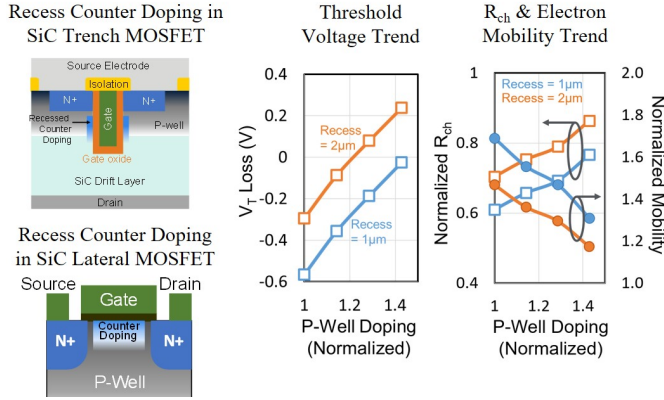 Recess Counter Doping in
SiC Trench MOSFET
Source Electrode
Isolation
N+
N+
Gate
Recessed
Counter
Doping
P-well
Gate oxide
SiC Drift Layer
Drain
Recess Counter Doping
in SiC Lateral MOSFET
Source
Drain
Gate
N+
Counter
Doping
N+
P-Well
Threshold
Voltage Trend
V_T Loss (V)
0.4
0.2
0
-0.2
-0.4
-0.6
Recess
= 2μm
Recess
= 1μm
1
1.2
1.4
P-Well Doping
(Normalized)
R_ch & Electron
Mobility Trend
Normalized R_ch
1
0.8
0.6
0.4
Recess = 1μm
Recess = 2μm
2.0
1.8
1.6
1.4
1.2
1.0
Normalized Mobility
1
1.2
1.4
P-Well Doping
(Normalized)